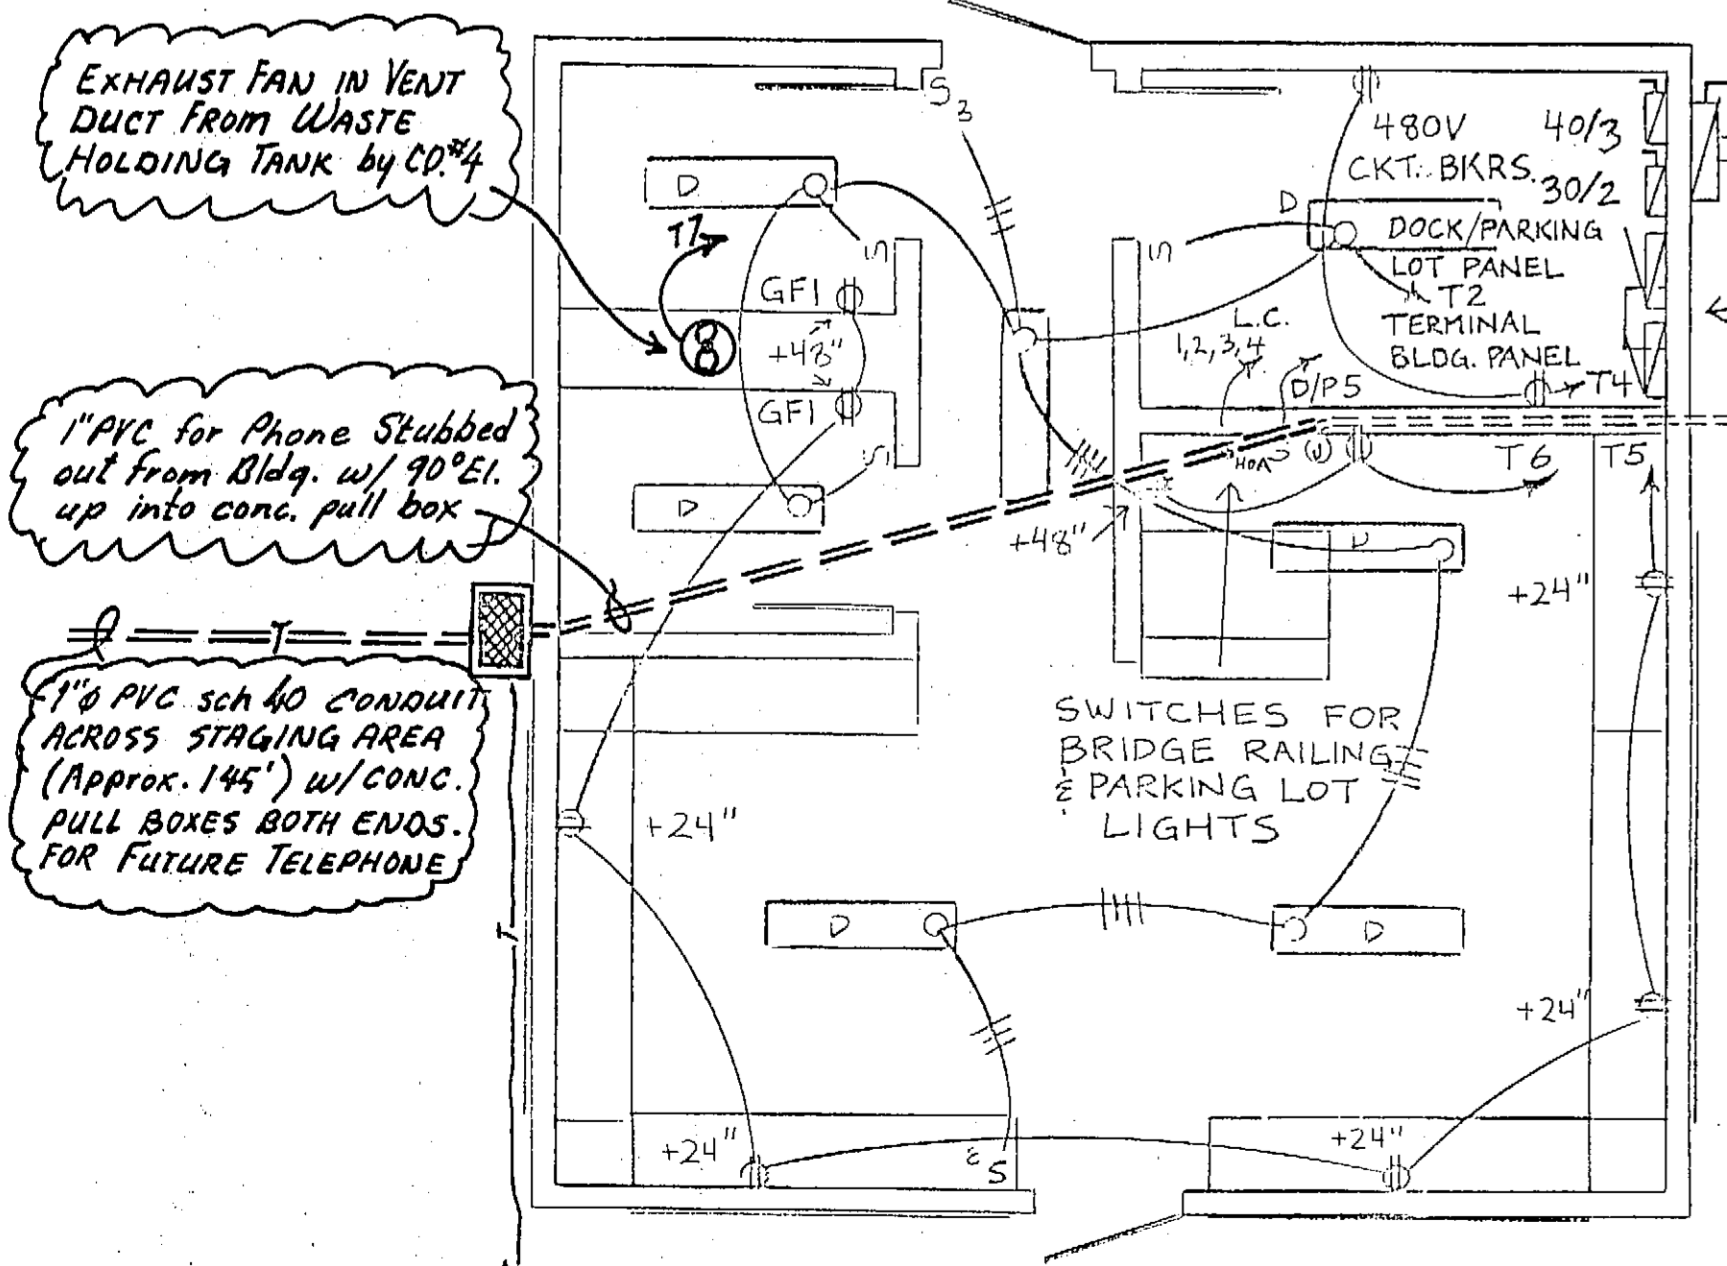 EXHAUST FAN IN VENT
DUCT FROM WASTE
HOLDING TANK by CO.#4
1" PVC for Phone Stubbed
out from Bldg. w/ 90° El.
up into conc. pull box
1"φ PVC sch 40 CONDUIT
ACROSS STAGING AREA
(Approx. 145') w/ CONC.
PULL BOXES BOTH ENDS.
FOR FUTURE TELEPHONE
T
T
S3
D
T7
S
GFI
+48"
GFI
S
D
480V
CKT. BKRS.
40/3
30/2
D
S
DOCK/PARKING
LOT PANEL
T2
TERMINAL
BLDG. PANEL
L.C.
1,2,3,4
D/P5
T4
HOA
J
T6
T5
+48"
D
+24"
SWITCHES FOR
BRIDGE RAILING
& PARKING LOT
LIGHTS
+24"
D
D
+24"
+24"
S3
+24"